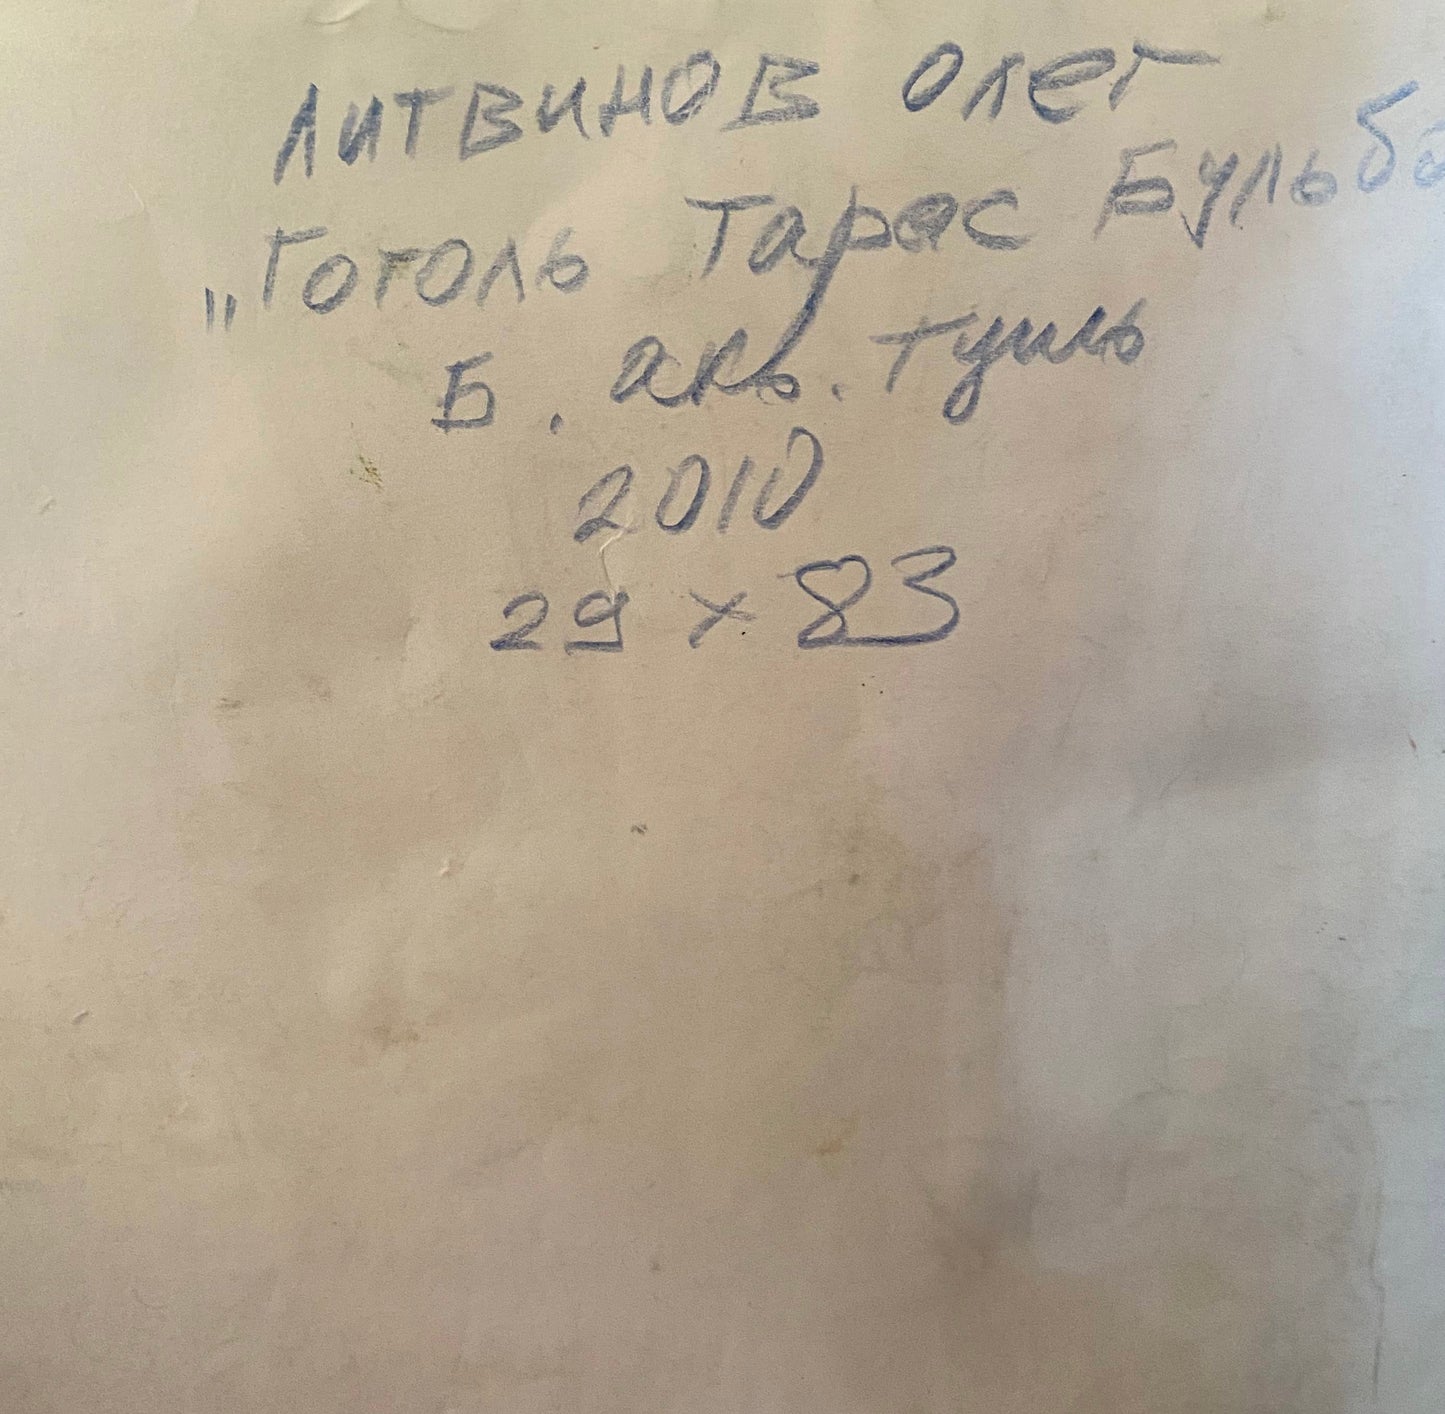 Литвинов Олег
„Гоголь Тарас Бульба
Б. акв. тушь
2010
29 x 83